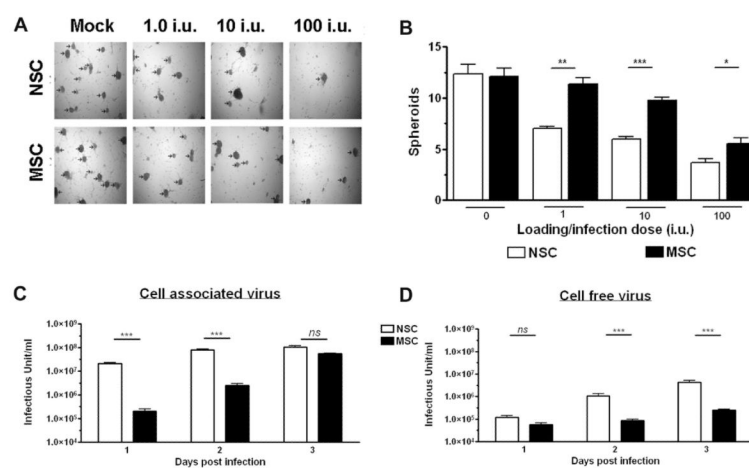 A
Mock 1.0 i.u. 10 i.u. 100 i.u.
NSC
MSC
B
Spheroids
15
10
5
0
** *** *
0 1 10 100
Loading/infection dose (i.u.)
NSC MSC
C
Cell associated virus
Infectious Unit/ml
1.0×10⁹
1.0×10⁸
1.0×10⁷
1.0×10⁶
1.0×10⁵
1.0×10⁴
*** *** ns
1 2 3
Days post infection
NSC
MSC
D
Cell free virus
Infectious Unit/ml
1.0×10⁹
1.0×10⁸
1.0×10⁷
1.0×10⁶
1.0×10⁵
1.0×10⁴
ns *** ***
1 2 3
Days post infection